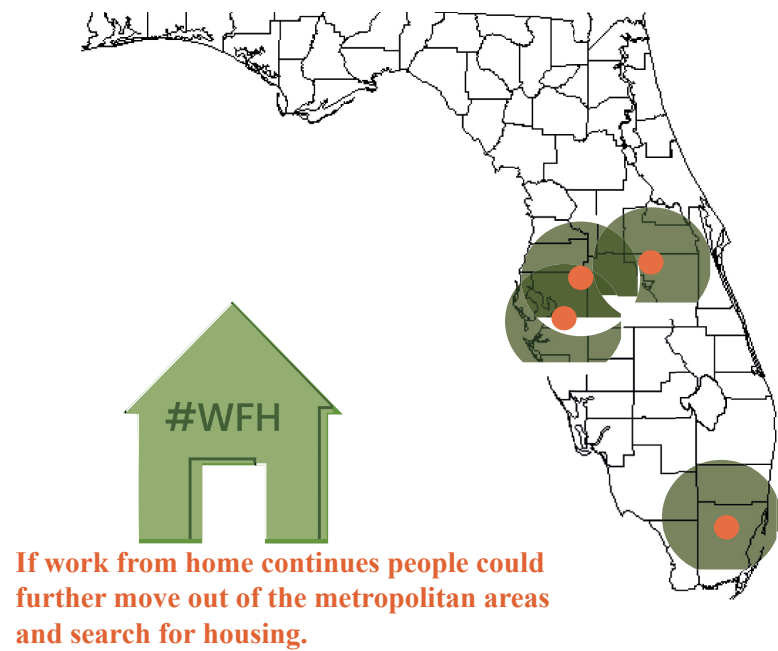 #WFH
If work from home continues people could
further move out of the metropolitan areas
and search for housing.